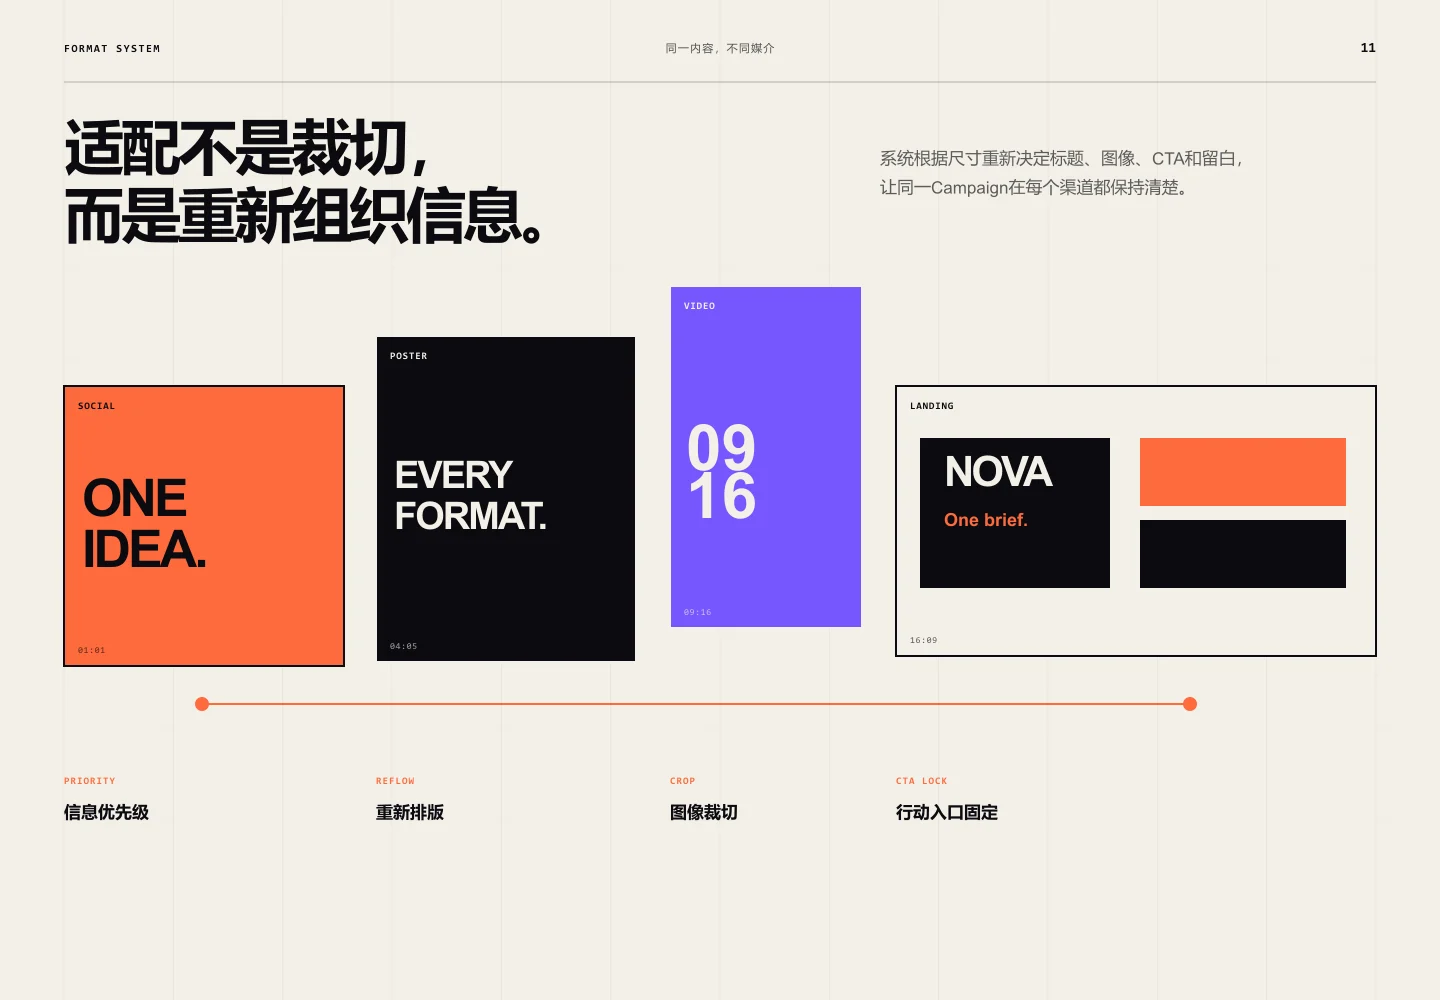 FORMAT SYSTEM
同一内容，不同媒介
11
适配不是裁切，
而是重新组织信息。
系统根据尺寸重新决定标题、图像、CTA和留白，
让同一Campaign在每个渠道都保持清楚。
SOCIAL
ONE
IDEA.
01:01
POSTER
EVERY
FORMAT.
04:05
VIDEO
09
16
09:16
LANDING
NOVA
One brief.
16:09
PRIORITY
信息优先级
REFLOW
重新排版
CROP
图像裁切
CTA LOCK
行动入口固定